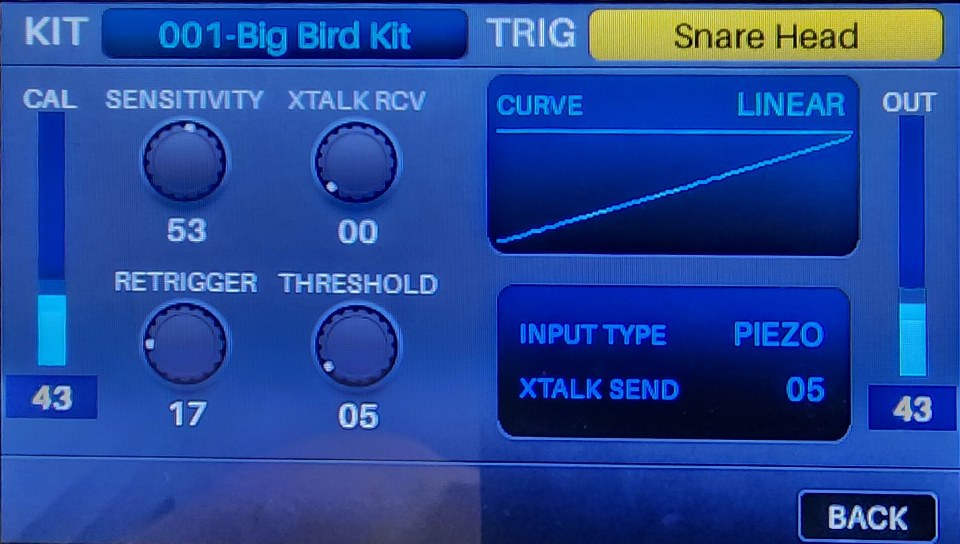 KIT 001-Big Bird Kit TRIG Snare Head
CAL SENSITIVITY XTALK RCV CURVE LINEAR OUT
53 00
RETRIGGER THRESHOLD
INPUT TYPE PIEZO
XTALK SEND 05
43 17 05 43
BACK